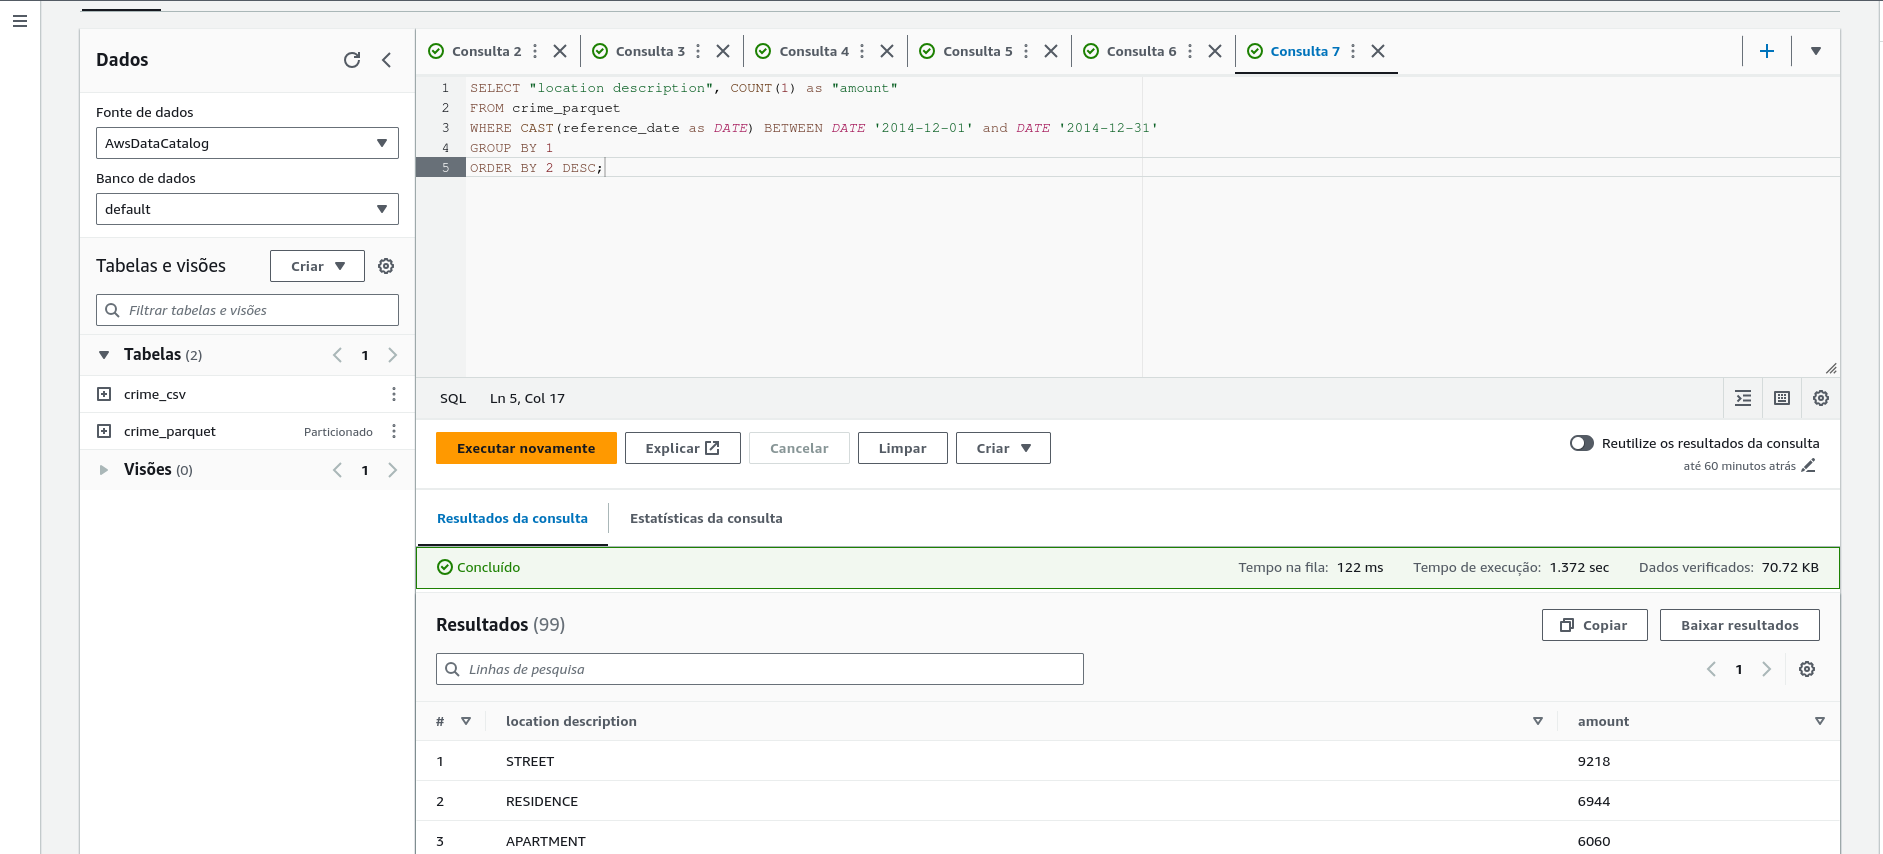 Dados
Fonte de dados
AwsDataCatalog
Banco de dados
default
Tabelas e visões
Criar
Filtrar tabelas e visões
Tabelas (2)
1
crime_csv
crime_parquet
Particionado
Visões (0)
1
Consulta 2
Consulta 3
Consulta 4
Consulta 5
Consulta 6
Consulta 7
1 SELECT "location description", COUNT(1) as "amount"
2 FROM crime_parquet
3 WHERE CAST(reference_date as DATE) BETWEEN DATE '2014-12-01' and DATE '2014-12-31'
4 GROUP BY 1
5 ORDER BY 2 DESC;
SQL
Ln 5, Col 17
Executar novamente
Explicar
Cancelar
Limpar
Criar
Reutilize os resultados da consulta
até 60 minutos atrás
Resultados da consulta
Estatísticas da consulta
Concluído
Tempo na fila: 122 ms
Tempo de execução: 1.372 sec
Dados verificados: 70.72 KB
Resultados (99)
Copiar
Baixar resultados
Linhas de pesquisa
1
# location description amount
1 STREET 9218
2 RESIDENCE 6944
3 APARTMENT 6060